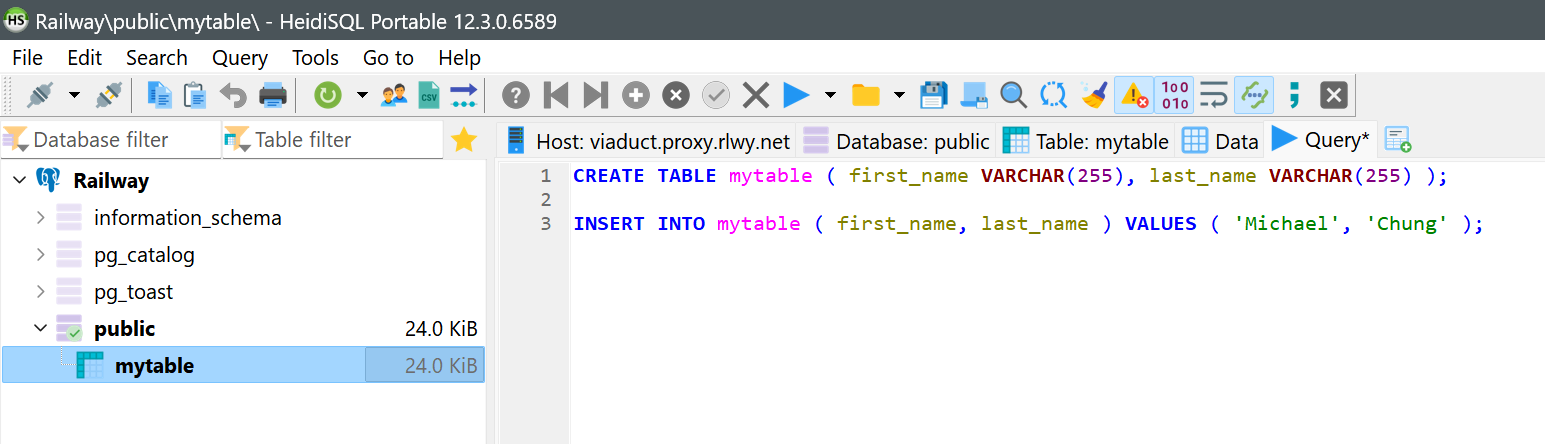 HS Railway\public\mytable\ - HeidiSQL Portable 12.3.0.6589
File Edit Search Query Tools Go to Help
CSV ? 100 010 ;
Database filter Table filter
Host: viaduct.proxy.rlwy.net Database: public Table: mytable Data Query*
Railway
information_schema
pg_catalog
pg_toast
public 24.0 KiB
mytable 24.0 KiB
1 CREATE TABLE mytable ( first_name VARCHAR(255), last_name VARCHAR(255) );
2
3 INSERT INTO mytable ( first_name, last_name ) VALUES ( 'Michael', 'Chung' );